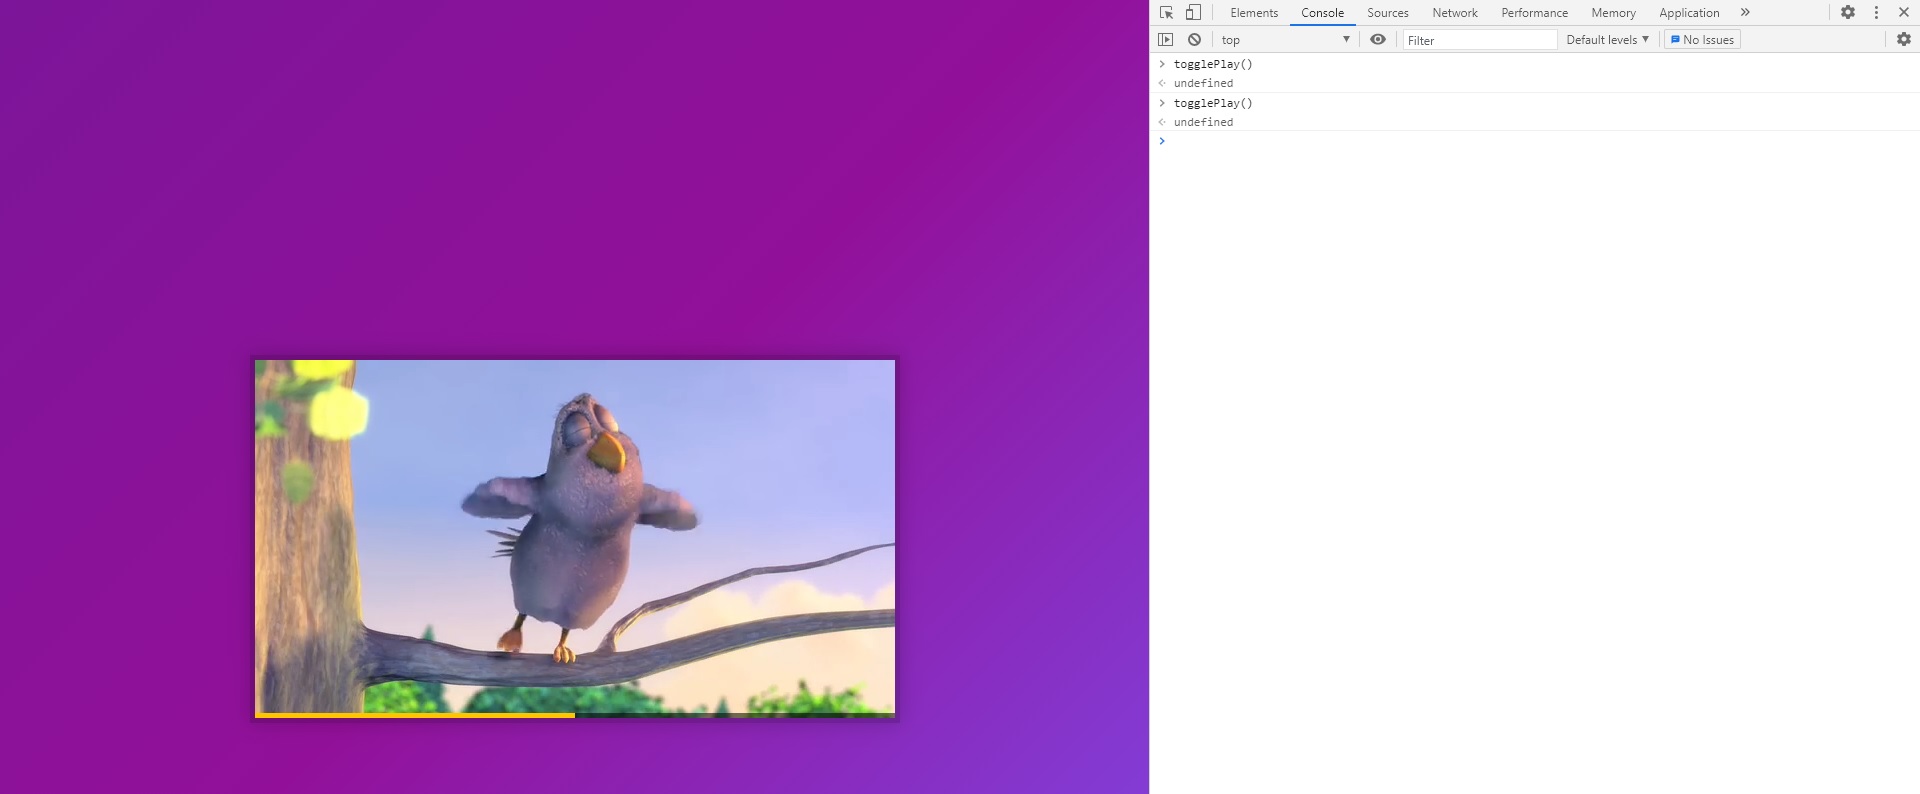 Elements Console Sources Network Performance Memory Application
top Filter Default levels No Issues
togglePlay()
undefined
togglePlay()
undefined